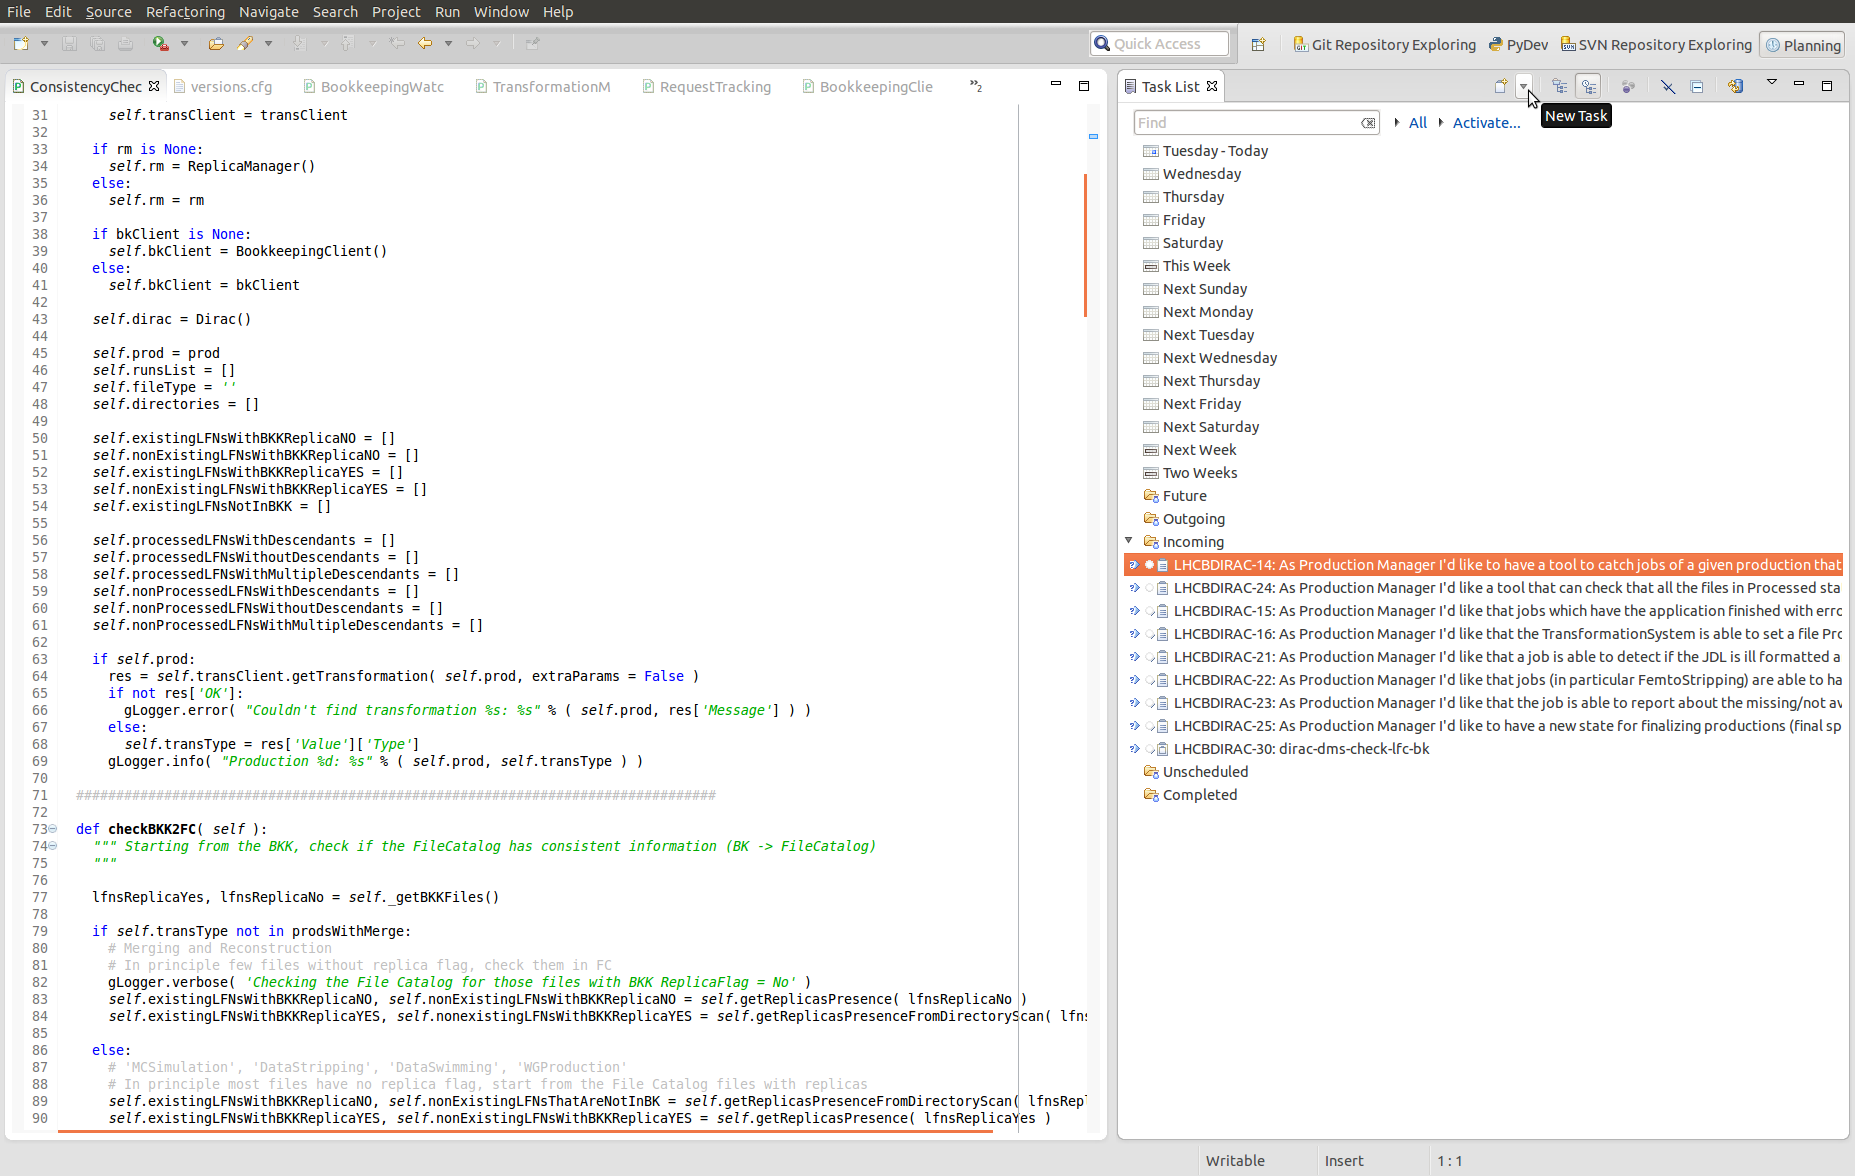 File Edit Source Refactoring Navigate Search Project Run Window Help
Quick Access
Git Repository Exploring PyDev SVN Repository Exploring Planning
ConsistencyChec versions.cfg BookkeepingWatc TransformationM RequestTracking BookkeepingClie »2
31 self.transClient = transClient
32
33 if rm is None:
34 self.rm = ReplicaManager()
35 else:
36 self.rm = rm
37
38 if bkClient is None:
39 self.bkClient = BookkeepingClient()
40 else:
41 self.bkClient = bkClient
42
43 self.dirac = Dirac()
44
45 self.prod = prod
46 self.runsList = []
47 self.fileType = ''
48 self.directories = []
49
50 self.existingLFNsWithBKKReplicaNO = []
51 self.nonExistingLFNsWithBKKReplicaNO = []
52 self.existingLFNsWithBKKReplicaYES = []
53 self.nonExistingLFNsWithBKKReplicaYES = []
54 self.existingLFNsNotInBKK = []
55
56 self.processedLFNsWithDescendants = []
57 self.processedLFNsWithoutDescendants = []
58 self.processedLFNsWithMultipleDescendants = []
59 self.nonProcessedLFNsWithDescendants = []
60 self.nonProcessedLFNsWithoutDescendants = []
61 self.nonProcessedLFNsWithMultipleDescendants = []
62
63 if self.prod:
64 res = self.transClient.getTransformation( self.prod, extraParams = False )
65 if not res['OK']:
66 gLogger.error( "Couldn't find transformation %s: %s" % ( self.prod, res['Message'] ) )
67 else:
68 self.transType = res['Value']['Type']
69 gLogger.info( "Production %d: %s" % ( self.prod, self.transType ) )
70
71 ################################################################################
72
73 def checkBKK2FC( self ):
74 """ Starting from the BKK, check if the FileCatalog has consistent information (BK -> FileCatalog)
75 """
76
77 lfnsReplicaYes, lfnsReplicaNo = self._getBKKFiles()
78
79 if self.transType not in prodsWithMerge:
80 # Merging and Reconstruction
81 # In principle few files without replica flag, check them in FC
82 gLogger.verbose( 'Checking the File Catalog for those files with BKK ReplicaFlag = No' )
83 self.existingLFNsWithBKKReplicaNO, self.nonExistingLFNsWithBKKReplicaNO = self.getReplicasPresence( lfnsReplicaNo )
84 self.existingLFNsWithBKKReplicaYES, self.nonexistingLFNsWithBKKReplicaYES = self.getReplicasPresenceFromDirectoryScan( lfns
85
86 else:
87 # 'MCSimulation', 'DataStripping', 'DataSwimming', 'WGProduction'
88 # In principle most files have no replica flag, start from the File Catalog files with replicas
89 self.existingLFNsWithBKKReplicaNO, self.nonExistingLFNsThatAreNotInBK = self.getReplicasPresenceFromDirectoryScan( lfnsRepl
90 self.existingLFNsWithBKKReplicaYES, self.nonExistingLFNsWithBKKReplicaYES = self.getReplicasPresence( lfnsReplicaYes )
Task List
New Task
Find All Activate...
Tuesday - Today
Wednesday
Thursday
Friday
Saturday
This Week
Next Sunday
Next Monday
Next Tuesday
Next Wednesday
Next Thursday
Next Friday
Next Saturday
Next Week
Two Weeks
Future
Outgoing
Incoming
LHCBDIRAC-14: As Production Manager I'd like to have a tool to catch jobs of a given production that
LHCBDIRAC-24: As Production Manager I'd like a tool that can check that all the files in Processed sta
LHCBDIRAC-15: As Production Manager I'd like that jobs which have the application finished with erro
LHCBDIRAC-16: As Production Manager I'd like that the TransformationSystem is able to set a file Prc
LHCBDIRAC-21: As Production Manager I'd like that a job is able to detect if the JDL is ill formatted a
LHCBDIRAC-22: As Production Manager I'd like that jobs (in particular FemtoStripping) are able to ha
LHCBDIRAC-23: As Production Manager I'd like that the job is able to report about the missing/not av
LHCBDIRAC-25: As Production Manager I'd like to have a new state for finalizing productions (final sp
LHCBDIRAC-30: dirac-dms-check-lfc-bk
Unscheduled
Completed
Writable Insert 1 : 1